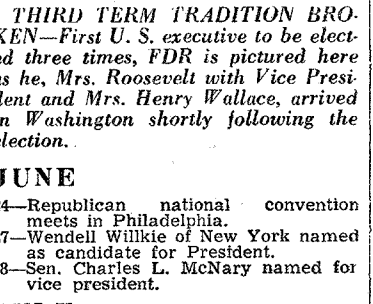 THIRD TERM TRADITION BRO-
KEN—First U. S. executive to be elect-
ed three times, FDR is pictured here
as he, Mrs. Roosevelt with Vice Presi-
dent and Mrs. Henry Wallace, arrived
in Washington shortly following the
election.
JUNE
4—Republican national convention
meets in Philadelphia.
7—Wendell Willkie of New York named
as candidate for President.
8—Sen. Charles L. McNary named for
vice president.